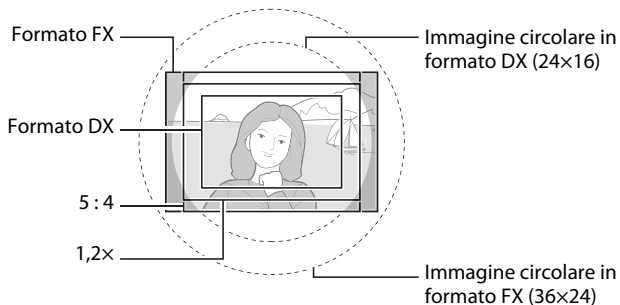 Formato FX
Immagine circolare in
formato DX (24×16)
Formato DX
5 : 4
1,2×
Immagine circolare in
formato FX (36×24)